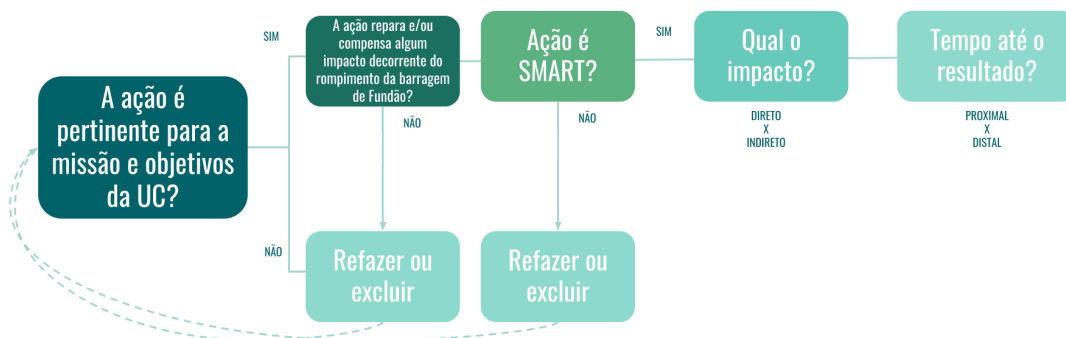 A ação é
pertinente para a
missão e objetivos
da UC?
SIM
A ação repara e/ou
compensa algum
impacto decorrente do
rompimento da barragem
de Fundão?
NÃO
Ação é
SMART?
NÃO
SIM
Qual o
impacto?
DIRETO
X
INDIRETO
Tempo até o
resultado?
PROXIMAL
X
DISTAL
NÃO
Refazer ou
excluir
Refazer ou
excluir